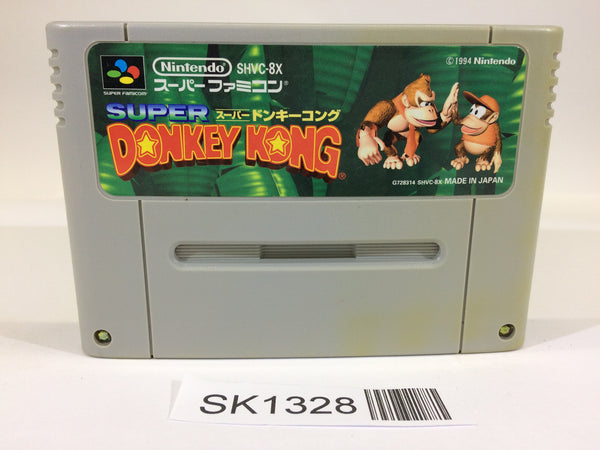 SUPER FAMICOM
Nintendo SHVC-8X
スーパーファミコン
© 1994 Nintendo
SUPER スーパードンキーコング
DONKEY KONG
G728314 SHVC-8X MADE IN JAPAN
SK1328